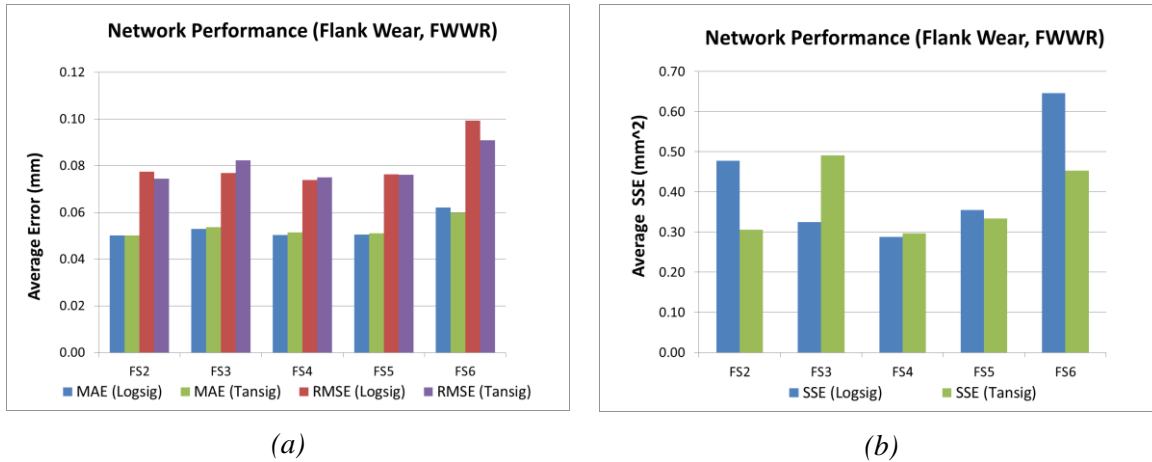 Network Performance (Flank Wear, FWWR)
Average Error (mm)
0.12
0.10
0.08
0.06
0.04
0.02
0.00
FS2 FS3 FS4 FS5 FS6
MAE (Logsig) MAE (Tansig) RMSE (Logsig) RMSE (Tansig)
(a)
Network Performance (Flank Wear, FWWR)
Average SSE (mm^2)
0.70
0.60
0.50
0.40
0.30
0.20
0.10
0.00
FS2 FS3 FS4 FS5 FS6
SSE (Logsig) SSE (Tansig)
(b)